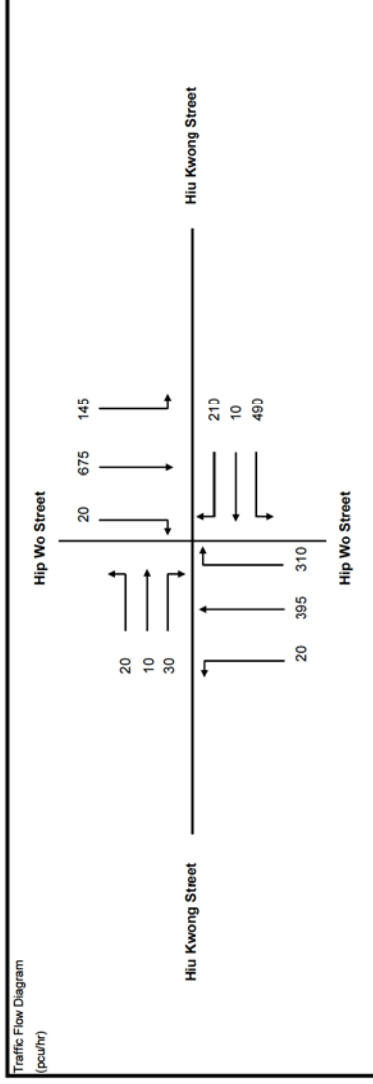 Traffic Flow Diagram
(pcu/hr)
Hip Wo Street
20
675
145
20
10
30
210
10
490
Hiu Kwong Street
Hiu Kwong Street
20
395
310
Hip Wo Street